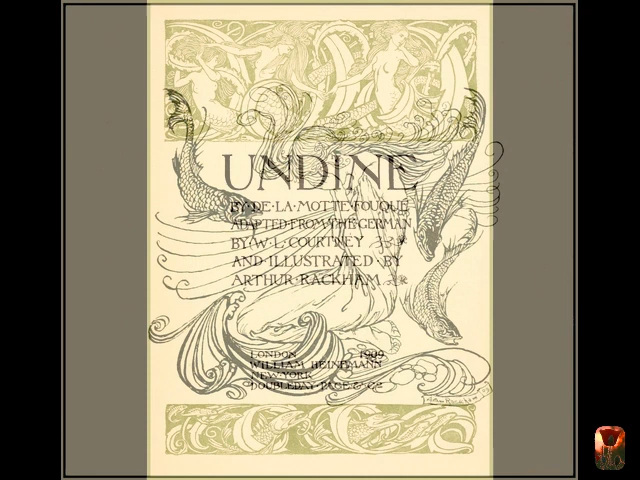 UNDINE
BY·DE·LA·MOTTE·FOUQUÉ
ADAPTED·FROM·THE·GERMAN
BY·W·L·COURTNEY
AND·ILLUSTRATED·BY
ARTHUR·RACKHAM
LONDON 1909
WILLIAM HEINEMANN
NEW·YORK
DOUBLEDAY·PAGE & Co